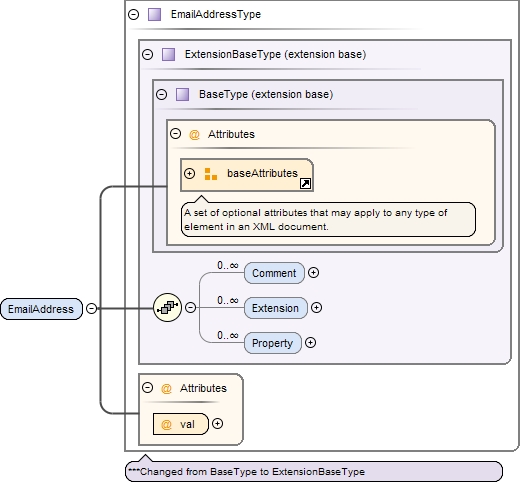 EmailAddressType
ExtensionBaseType (extension base)
BaseType (extension base)
@ Attributes
baseAttributes
A set of optional attributes that may apply to any type of
element in an XML document.
0..∞
Comment
EmailAddress
0..∞
Extension
0..∞
Property
@ Attributes
@ val
***Changed from BaseType to ExtensionBaseType